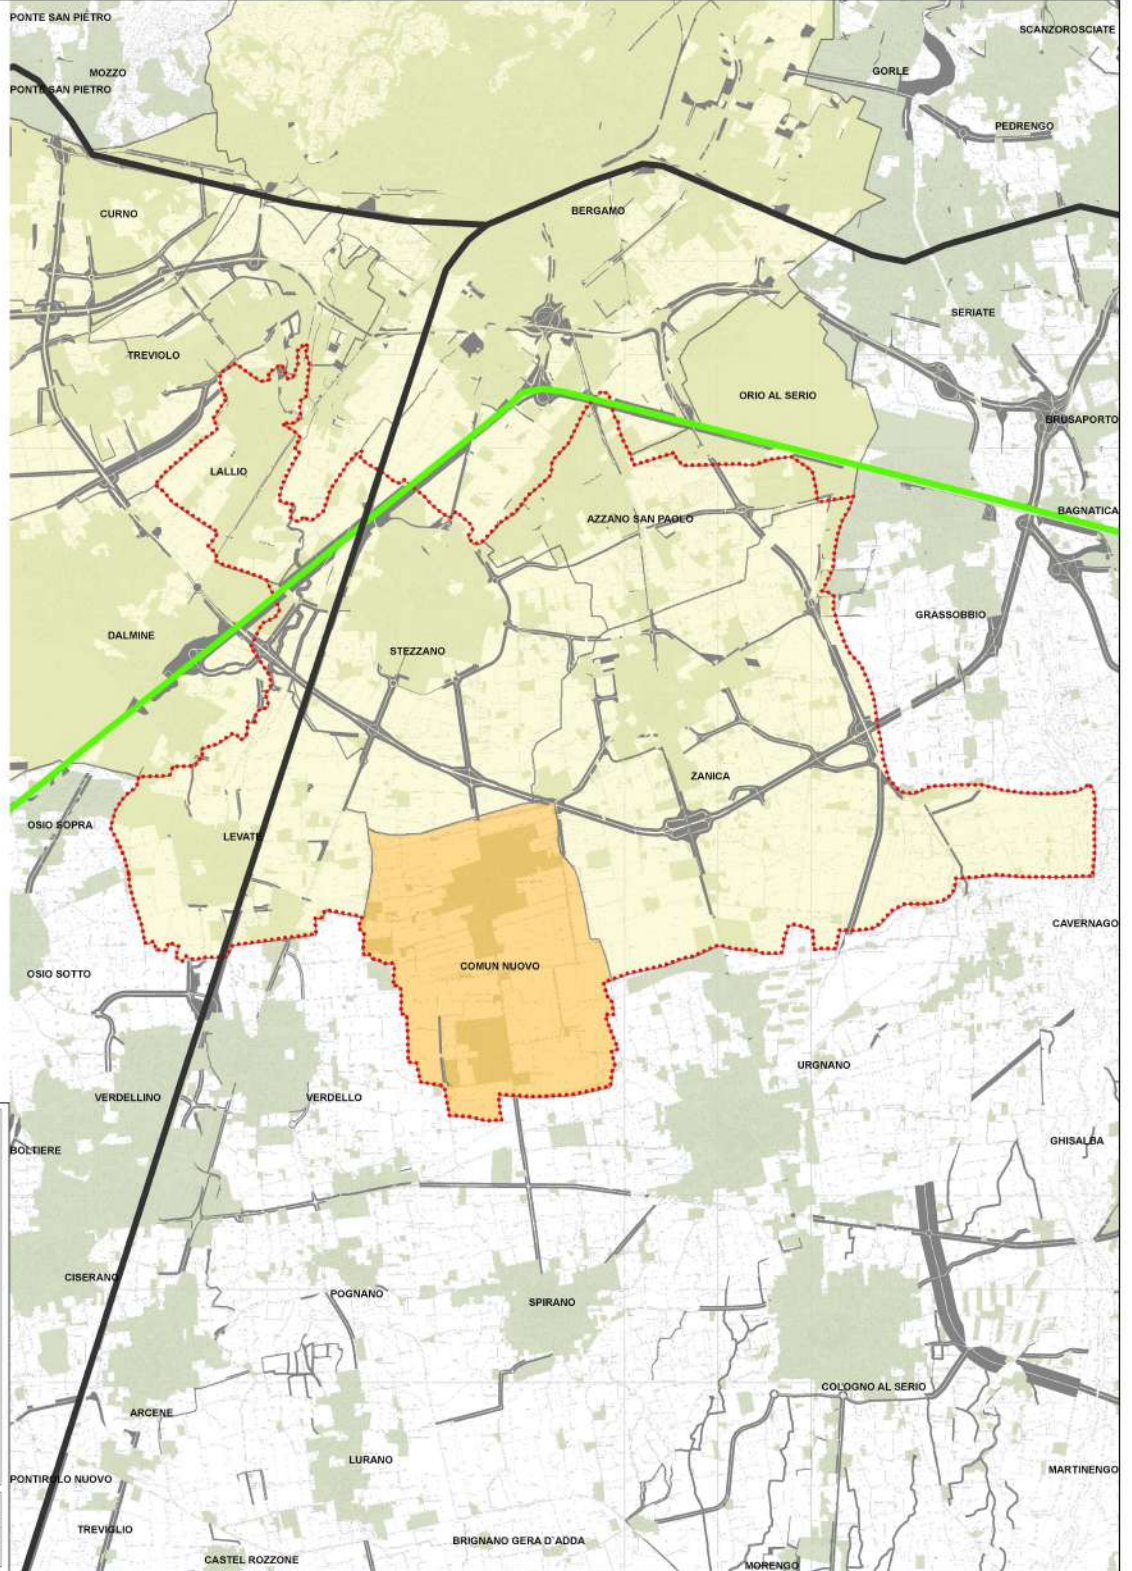 PONTE SAN PIETRO
SCANZOROSCIATE
MOZZO
GORLE
PONTE SAN PIETRO
PEDRENGO
BERGAMO
CURNO
SERIATE
TREVIOLO
ORIO AL SERIO
BRUSAPORTO
LALLIO
BAGNATICA
AZZANO SAN PAOLO
GRASSOBBIO
DALMINE
STEZZANO
ZANICA
OSIO SOPRA
LEVATE
CAVERNAGO
COMUN NUOVO
OSIO SOTTO
URGNANO
VERDELLINO
VERDELLO
GHISALBA
BOLTIERE
CISERANO
POGNANO
SPIRANO
COLOGNO AL SERIO
ARCENE
LURANO
MARTINENGO
PONTIROLO NUOVO
TREVIGLIO
BRIGNANO GERA D`ADDA
CASTEL ROZZONE
MORENGO